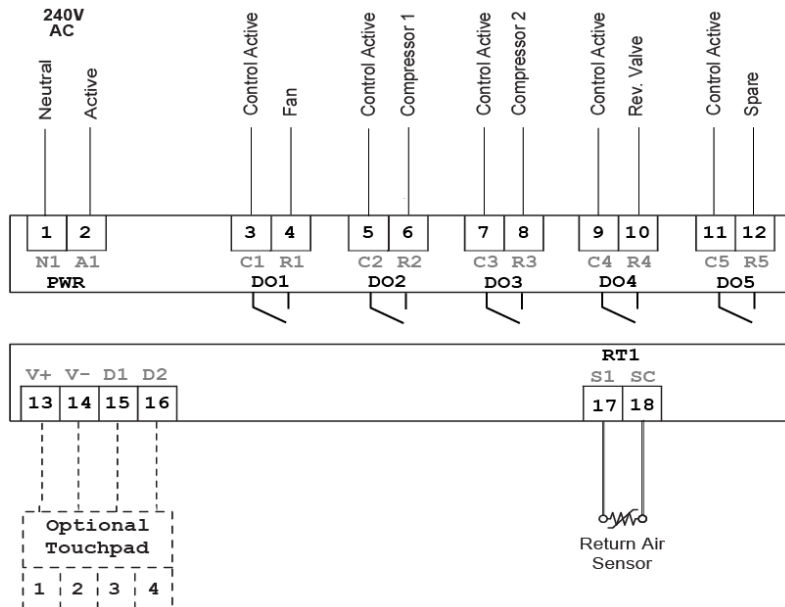 240V
AC
Neutral
Active
Control Active
Fan
Control Active
Compressor 1
Control Active
Compressor 2
Control Active
Rev. Valve
Control Active
Spare
1 2 3 4 5 6 7 8 9 10 11 12
N1 A1 C1 R1 C2 R2 C3 R3 C4 R4 C5 R5
PWR DO1 DO2 DO3 DO4 DO5
RT1
V+ V- D1 D2 S1 SC
13 14 15 16 17 18
Optional
Touchpad
Return Air
Sensor
1 2 3 4